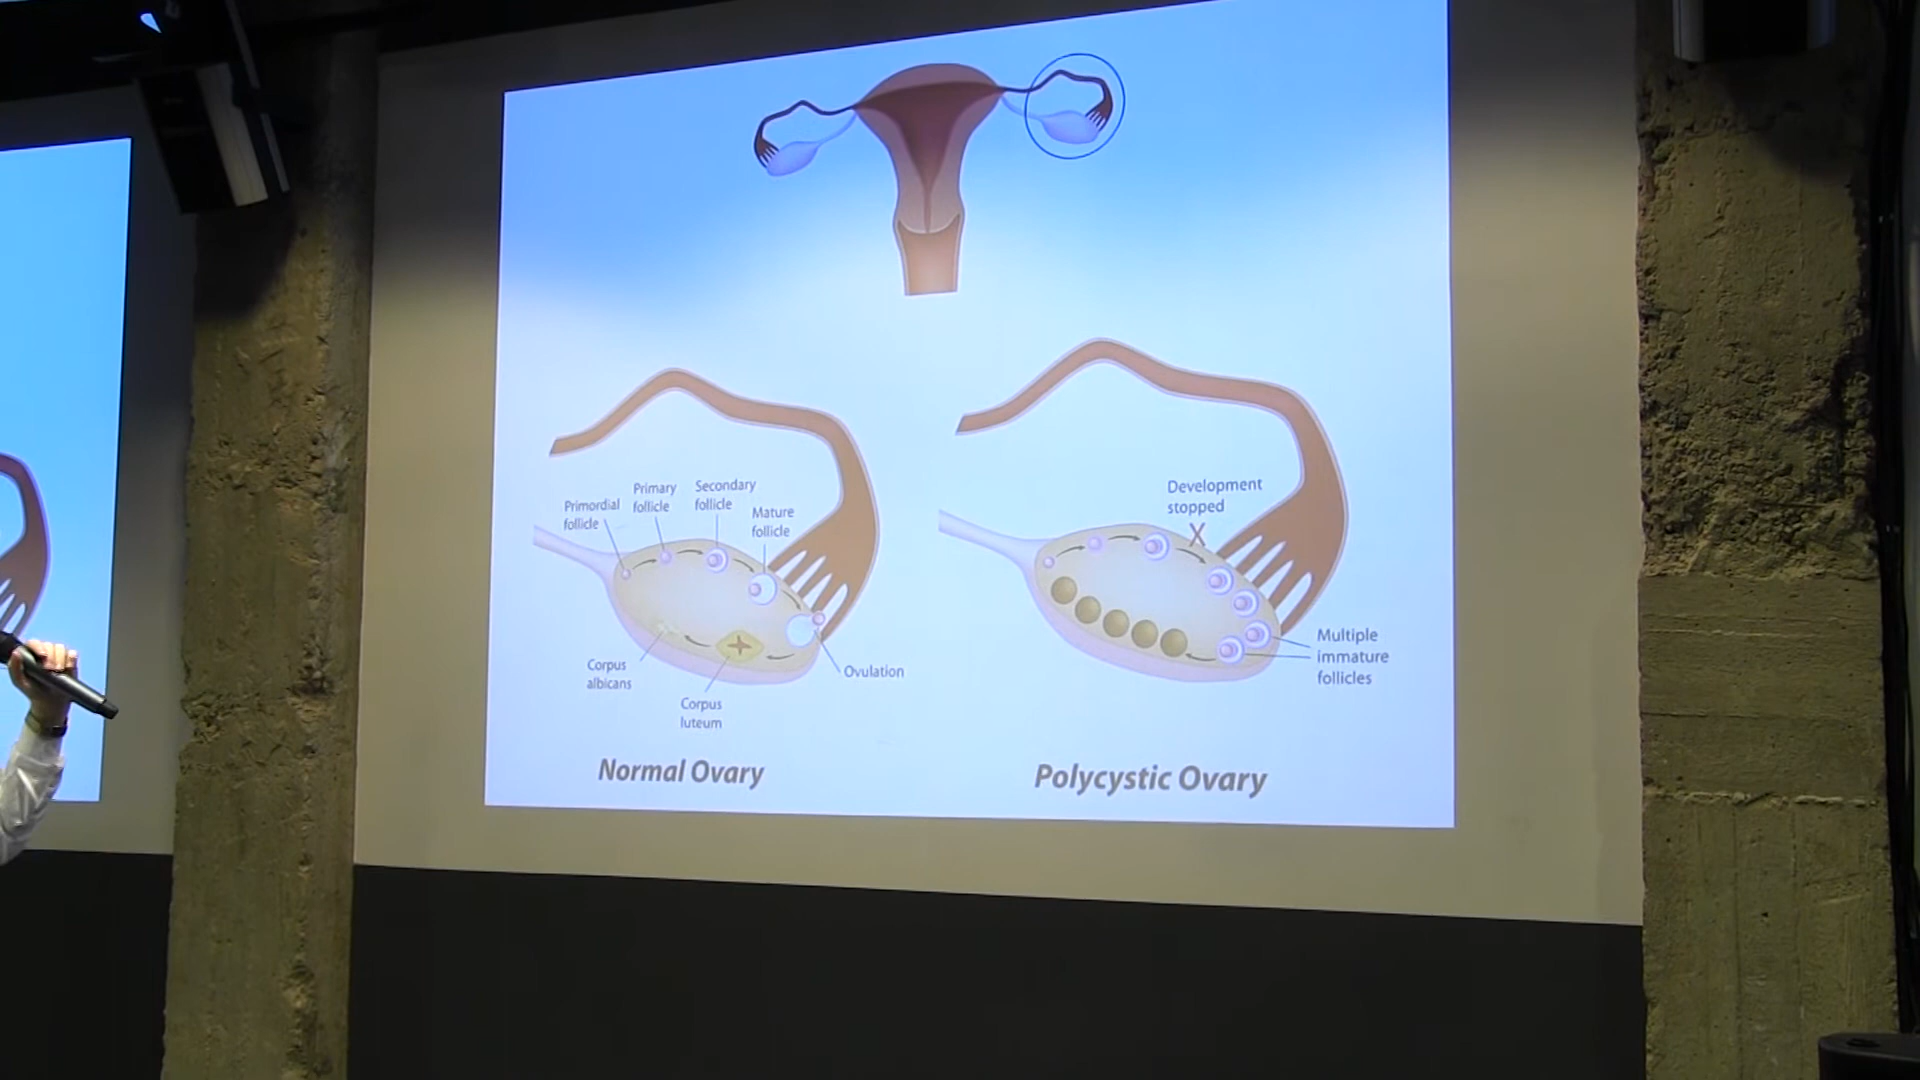 Primordial
follicle
Primary
follicle
Secondary
follicle
Mature
follicle
Ovulation
Corpus
luteum
Corpus
albicans
Normal Ovary
Development
stopped
X
Multiple
immature
follicles
Polycystic Ovary